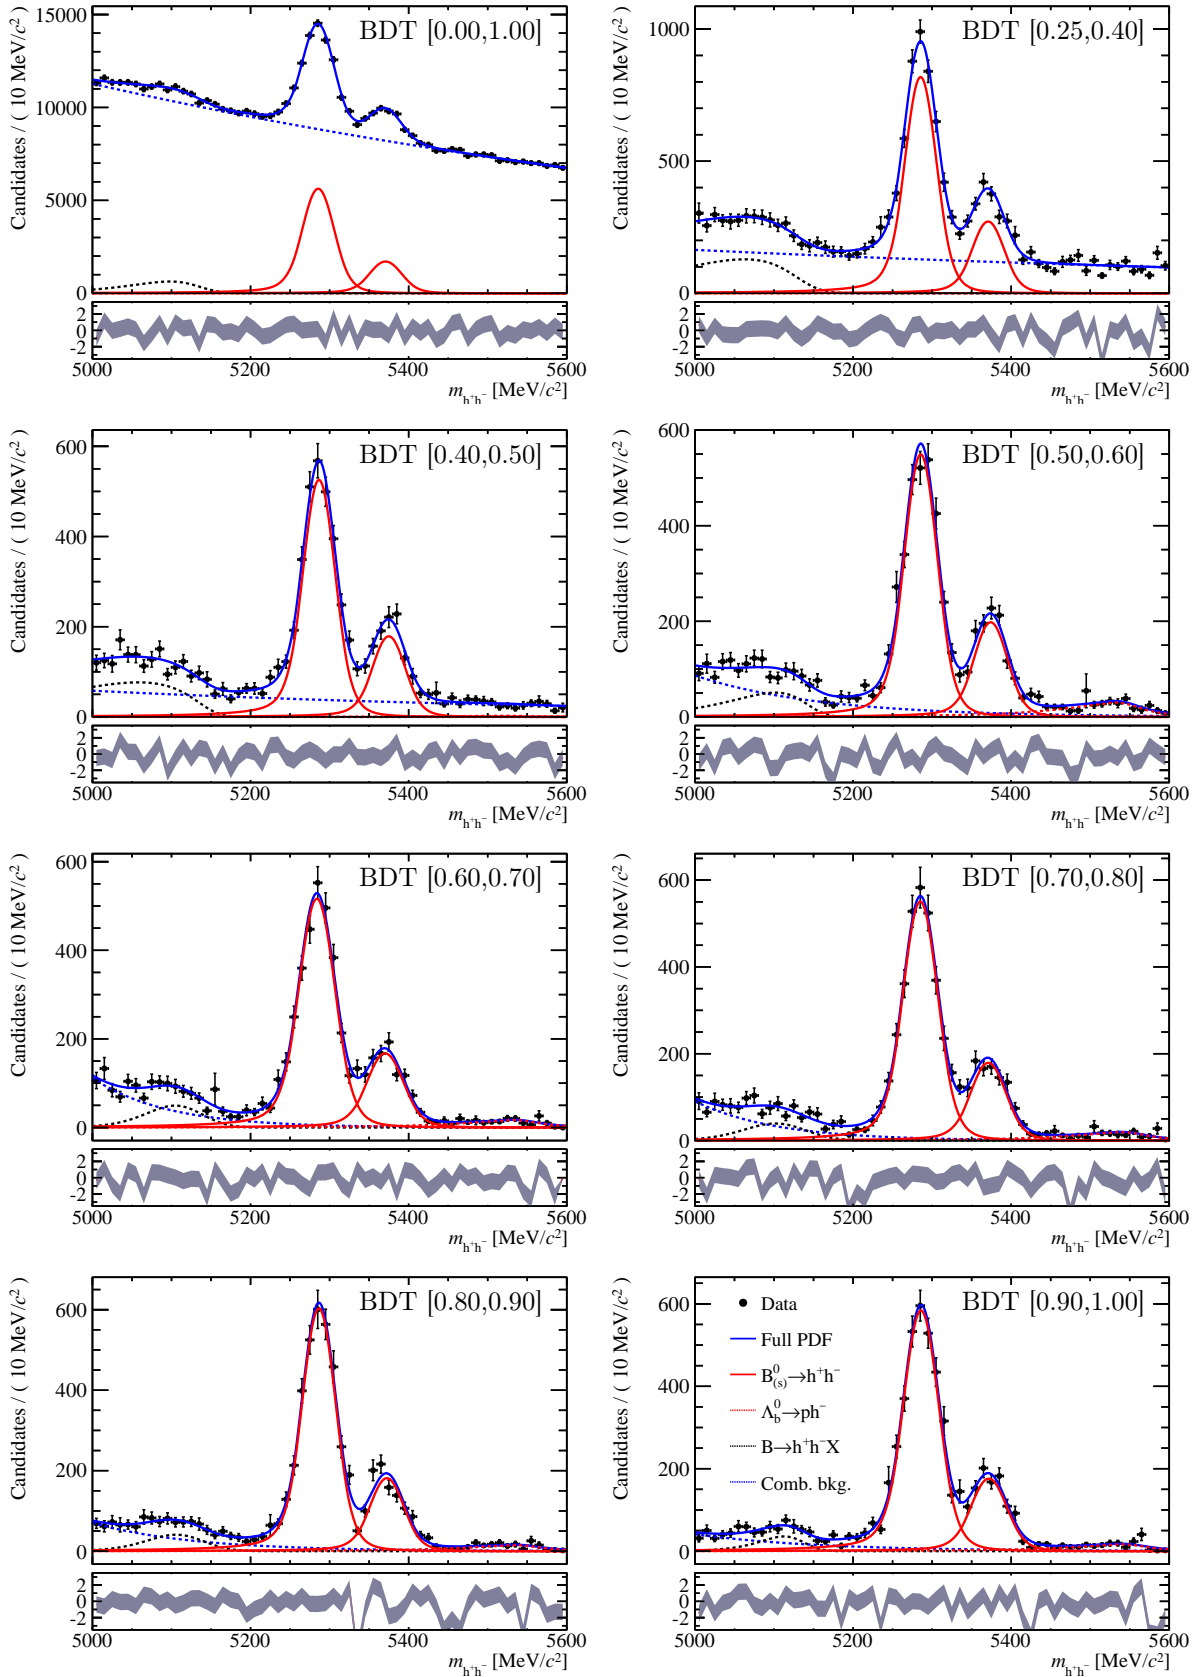 Candidates / ( 10 MeV/c² )
15000
10000
5000
0
BDT [0.00,1.00]
2
0
-2
5000 5200 5400 5600
m_h⁺h⁻ [MeV/c²]
Candidates / ( 10 MeV/c² )
1000
500
0
BDT [0.25,0.40]
2
0
-2
5000 5200 5400 5600
m_h⁺h⁻ [MeV/c²]
Candidates / ( 10 MeV/c² )
600
400
200
0
BDT [0.40,0.50]
2
0
-2
5000 5200 5400 5600
m_h⁺h⁻ [MeV/c²]
Candidates / ( 10 MeV/c² )
600
400
200
0
BDT [0.50,0.60]
2
0
-2
5000 5200 5400 5600
m_h⁺h⁻ [MeV/c²]
Candidates / ( 10 MeV/c² )
600
400
200
0
BDT [0.60,0.70]
2
0
-2
5000 5200 5400 5600
m_h⁺h⁻ [MeV/c²]
Candidates / ( 10 MeV/c² )
600
400
200
0
BDT [0.70,0.80]
2
0
-2
5000 5200 5400 5600
m_h⁺h⁻ [MeV/c²]
Candidates / ( 10 MeV/c² )
600
400
200
0
BDT [0.80,0.90]
2
0
-2
5000 5200 5400 5600
m_h⁺h⁻ [MeV/c²]
Candidates / ( 10 MeV/c² )
600
400
200
0
BDT [0.90,1.00]
Data
Full PDF
B⁰₍ₛ₎→h⁺h⁻
Λ_b⁰→ph⁻
B→h⁺h⁻X
Comb. bkg.
2
0
-2
5000 5200 5400 5600
m_h⁺h⁻ [MeV/c²]